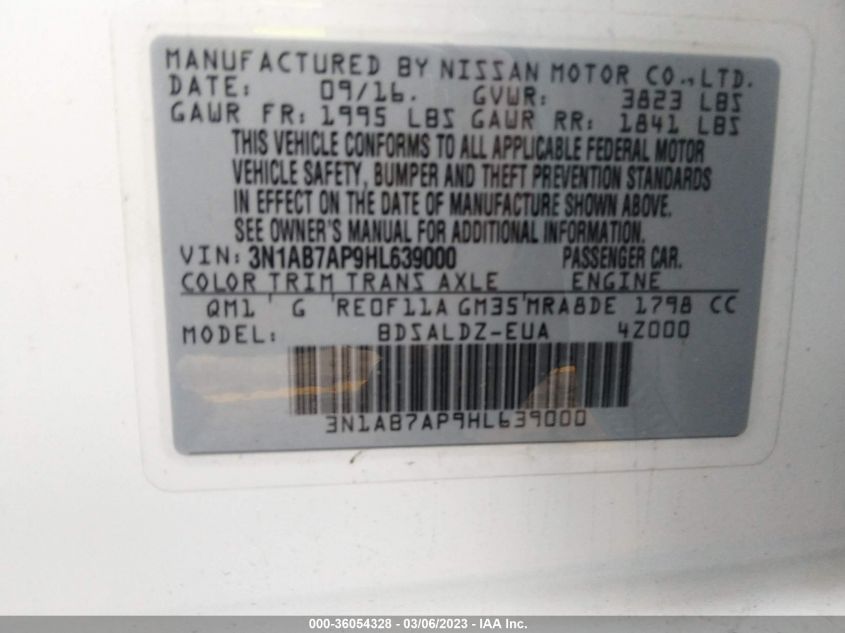 MANUFACTURED BY NISSAN MOTOR CO., LTD.
DATE: 09/16. GVWR: 3823 LBS
GAWR FR: 1995 LBS GAWR RR: 1841 LBS
THIS VEHICLE CONFORMS TO ALL APPLICABLE FEDERAL MOTOR
VEHICLE SAFETY, BUMPER AND THEFT PREVENTION STANDARDS
IN EFFECT ON THE DATE OF MANUFACTURE SHOWN ABOVE.
SEE OWNER'S MANUAL FOR ADDITIONAL INFORMATION.
VIN: 3N1AB7AP9HL639000 PASSENGER CAR.
COLOR TRIM TRANS AXLE ENGINE
QM1 G RE0F11A GM35 MRA8DE 1798 CC
MODEL: BDSALDZ-EUA 4Z000
3N1AB7AP9HL639000
000-36054328 - 03/06/2023 - IAA Inc.